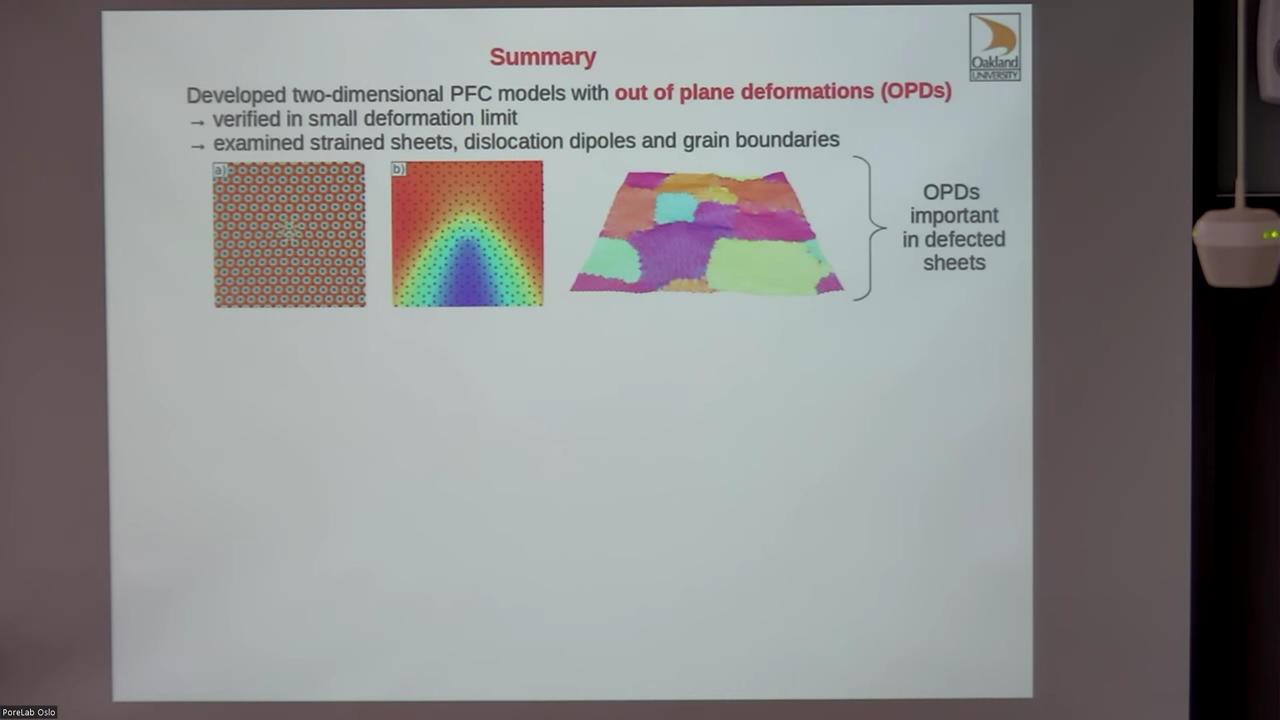 Summary
Oakland
UNIVERSITY
Developed two-dimensional PFC models with out of plane deformations (OPDs)
→ verified in small deformation limit
→ examined strained sheets, dislocation dipoles and grain boundaries
a)
b)
OPDs
important
in defected
sheets
PoreLab Oslo